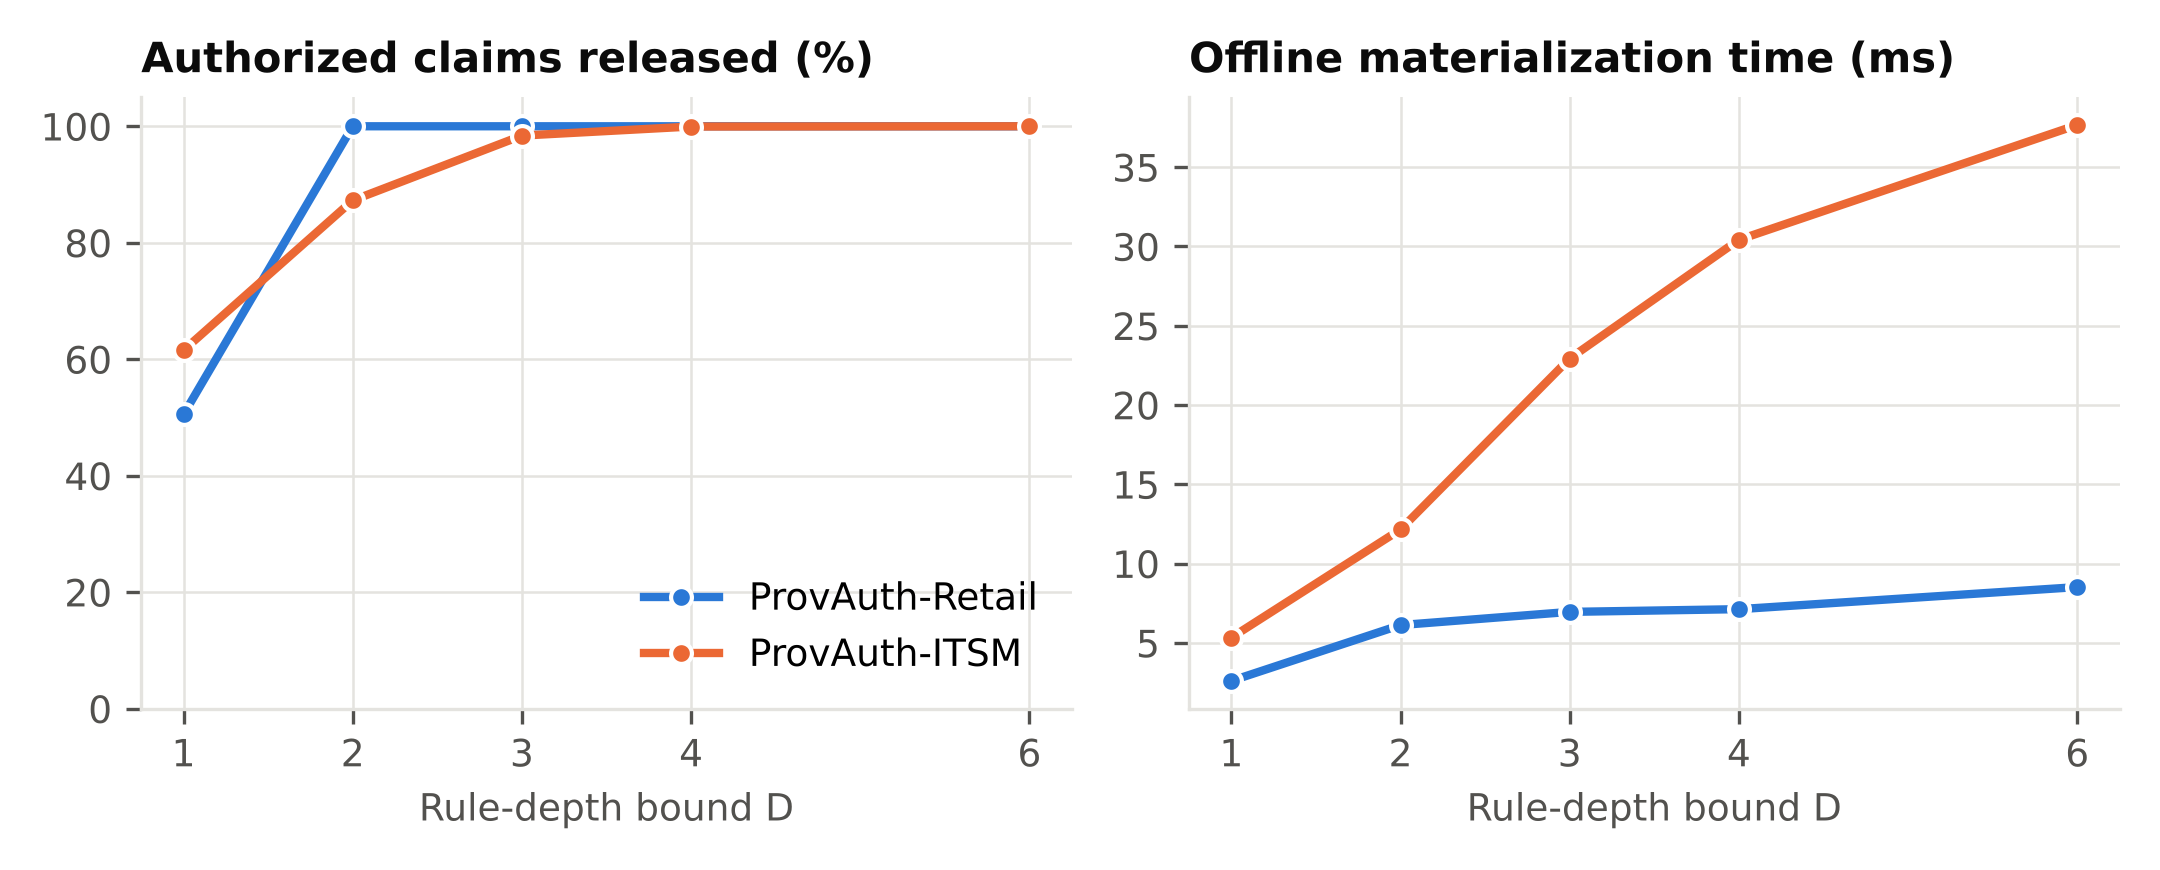 Authorized claims released (%)
100
80
60
40
20
0
1 2 3 4 6
Rule-depth bound D
ProvAuth-Retail
ProvAuth-ITSM
Offline materialization time (ms)
35
30
25
20
15
10
5
1 2 3 4 6
Rule-depth bound D